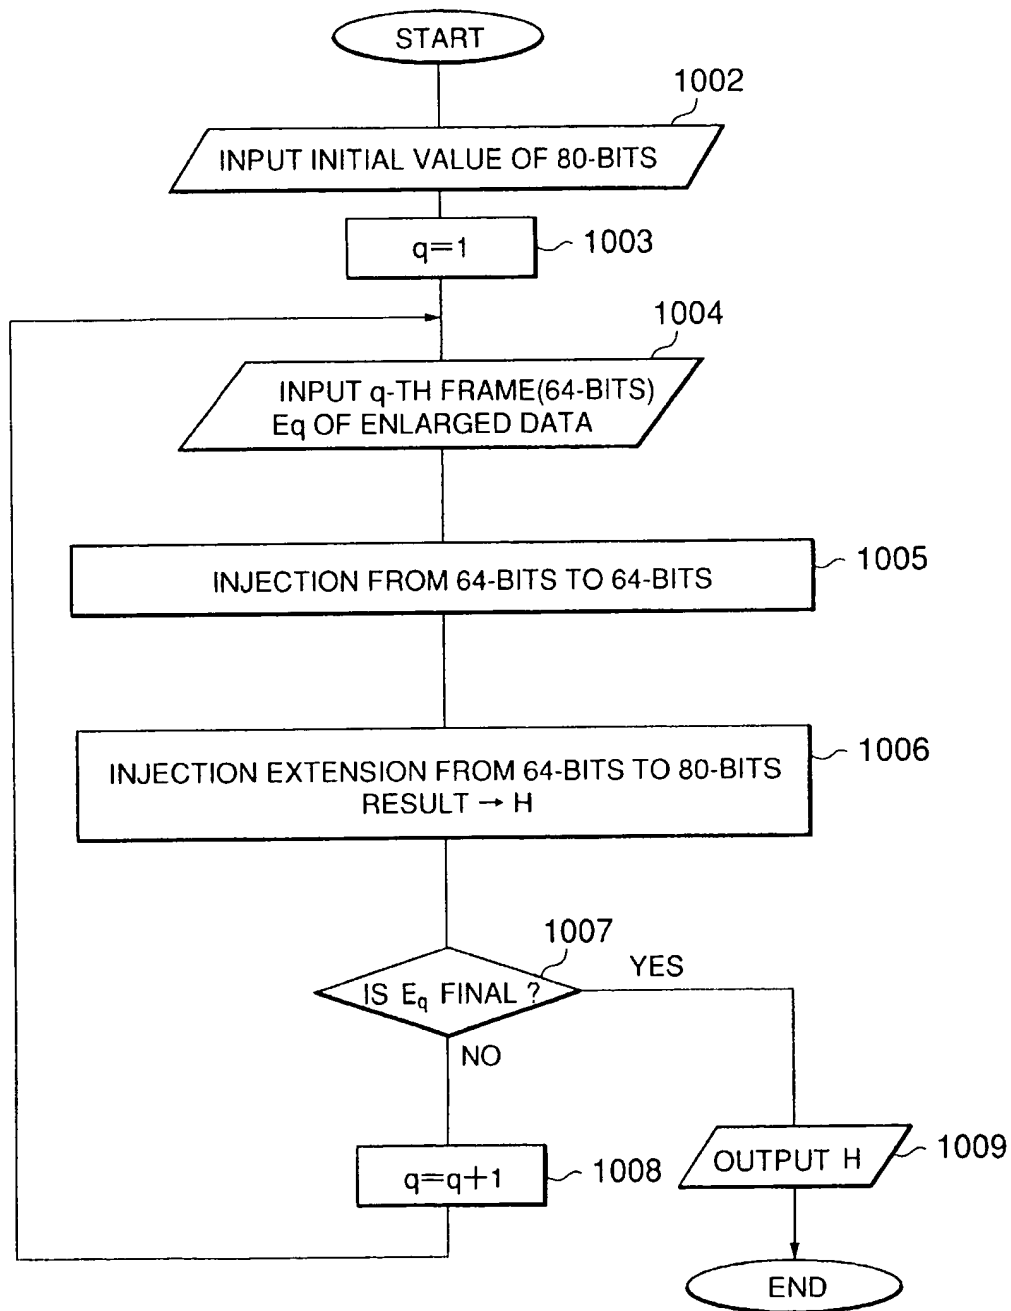 START
1002
INPUT INITIAL VALUE OF 80-BITS
q=1
1003
1004
INPUT q-TH FRAME(64-BITS)
Eq OF ENLARGED DATA
1005
INJECTION FROM 64-BITS TO 64-BITS
1006
INJECTION EXTENSION FROM 64-BITS TO 80-BITS
RESULT → H
1007
IS Eq FINAL ?
YES
NO
q=q+1
1008
OUTPUT H
1009
END